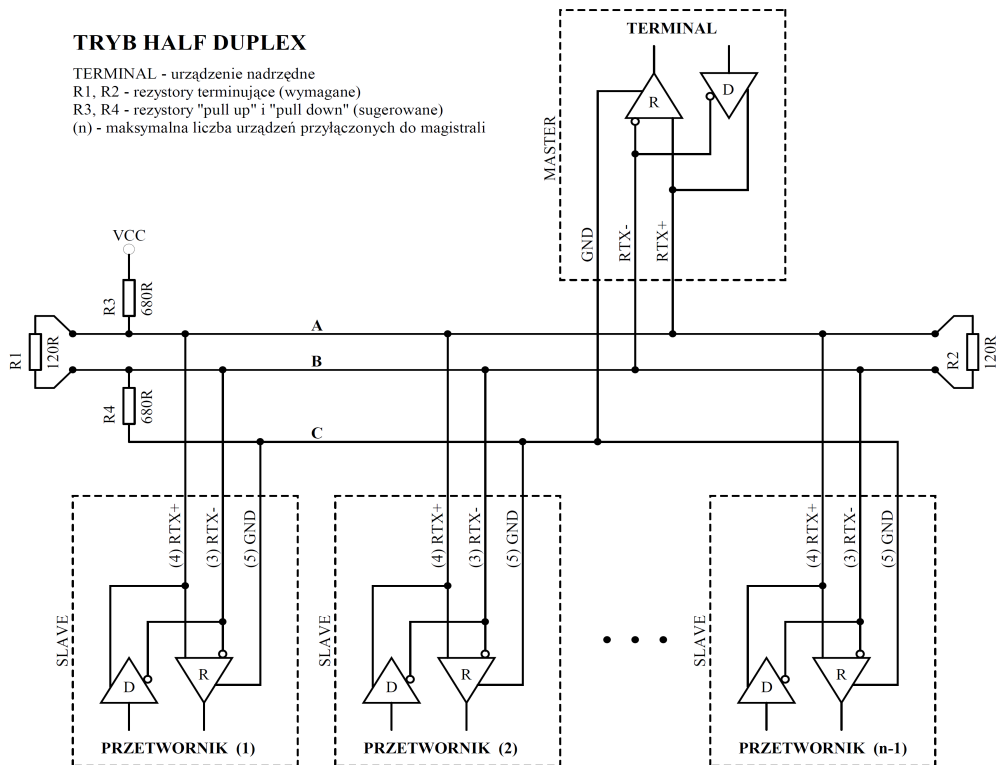 TRYB HALF DUPLEX
TERMINAL - urządzenie nadrzędne
R1, R2 - rezystory terminujące (wymagane)
R3, R4 - rezystory "pull up" i "pull down" (sugerowane)
(n) - maksymalna liczba urządzeń przyłączonych do magistrali
TERMINAL
R
D
MASTER
GND
RTX-
RTX+
VCC
R3
680R
A
R1
120R
B
R2
120R
R4
680R
C
(4) RTX+
(3) RTX-
(5) GND
SLAVE
D
R
PRZETWORNIK (1)
(4) RTX+
(3) RTX-
(5) GND
SLAVE
D
R
PRZETWORNIK (2)
(4) RTX+
(3) RTX-
(5) GND
SLAVE
D
R
PRZETWORNIK (n-1)